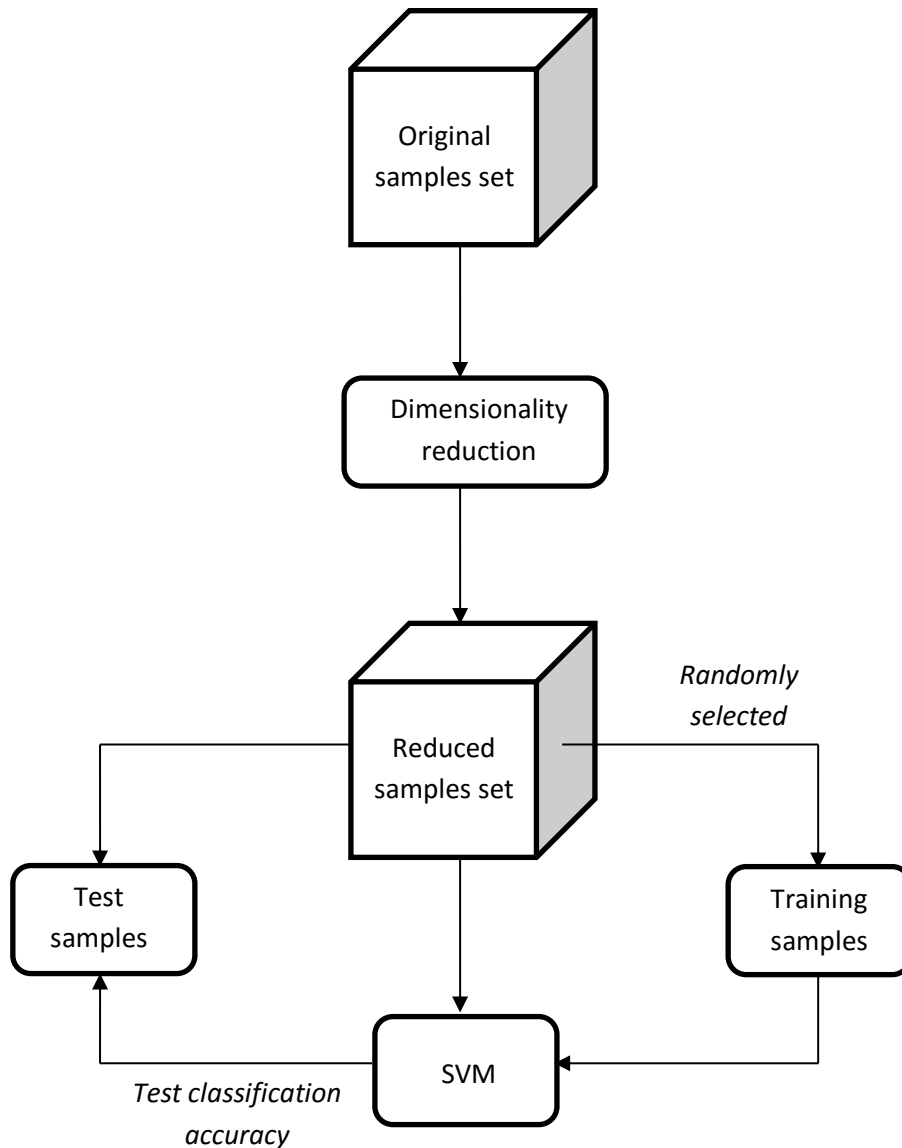 Original
samples set
Dimensionality
reduction
Randomly
selected
Reduced
samples set
Test
samples
Training
samples
SVM
Test classification
accuracy